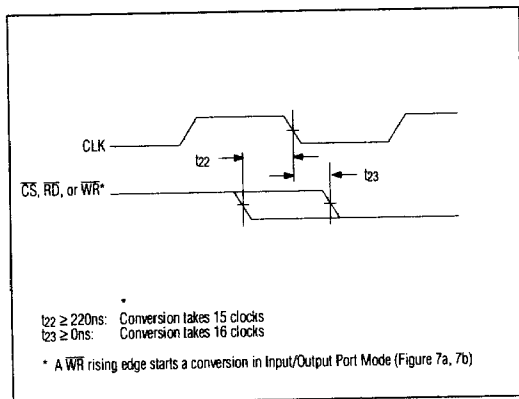 CLK
t22
t23
CS, RD, or WR*
*
t22 ≥ 220ns: Conversion takes 15 clocks
t23 ≥ 0ns: Conversion takes 16 clocks
* A WR rising edge starts a conversion in Input/Output Port Mode (Figure 7a, 7b)